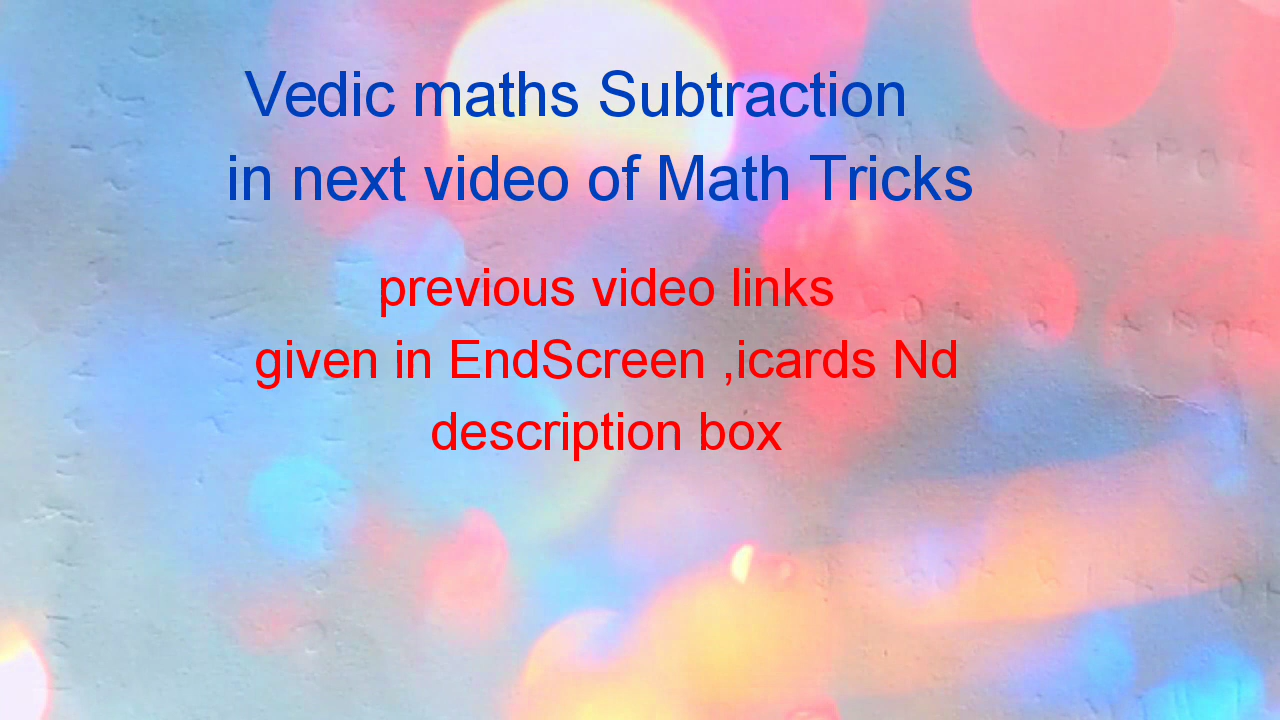 Vedic maths Subtraction
in next video of Math Tricks
previous video links
given in EndScreen ,icards Nd
description box